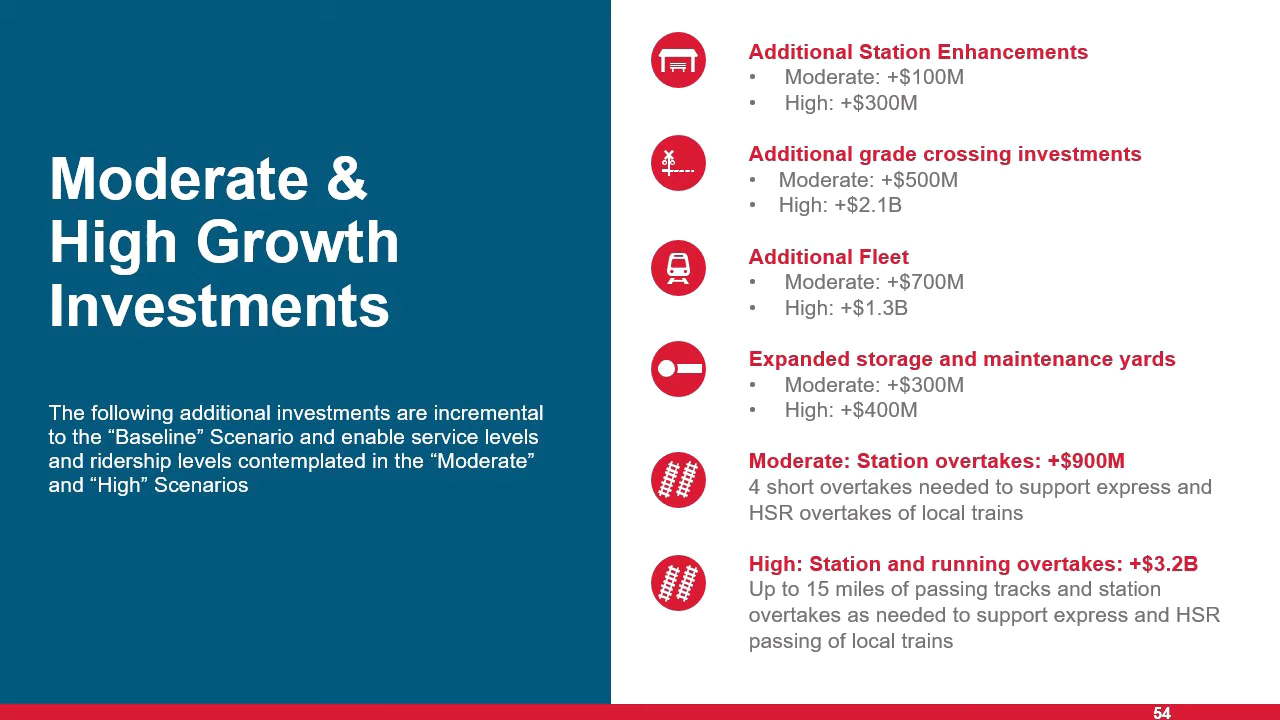 Moderate &
High Growth
Investments
The following additional investments are incremental
to the “Baseline” Scenario and enable service levels
and ridership levels contemplated in the “Moderate”
and “High” Scenarios
Additional Station Enhancements
• Moderate: +$100M
• High: +$300M
Additional grade crossing investments
• Moderate: +$500M
• High: +$2.1B
Additional Fleet
• Moderate: +$700M
• High: +$1.3B
Expanded storage and maintenance yards
• Moderate: +$300M
• High: +$400M
Moderate: Station overtakes: +$900M
4 short overtakes needed to support express and
HSR overtakes of local trains
High: Station and running overtakes: +$3.2B
Up to 15 miles of passing tracks and station
overtakes as needed to support express and HSR
passing of local trains
54